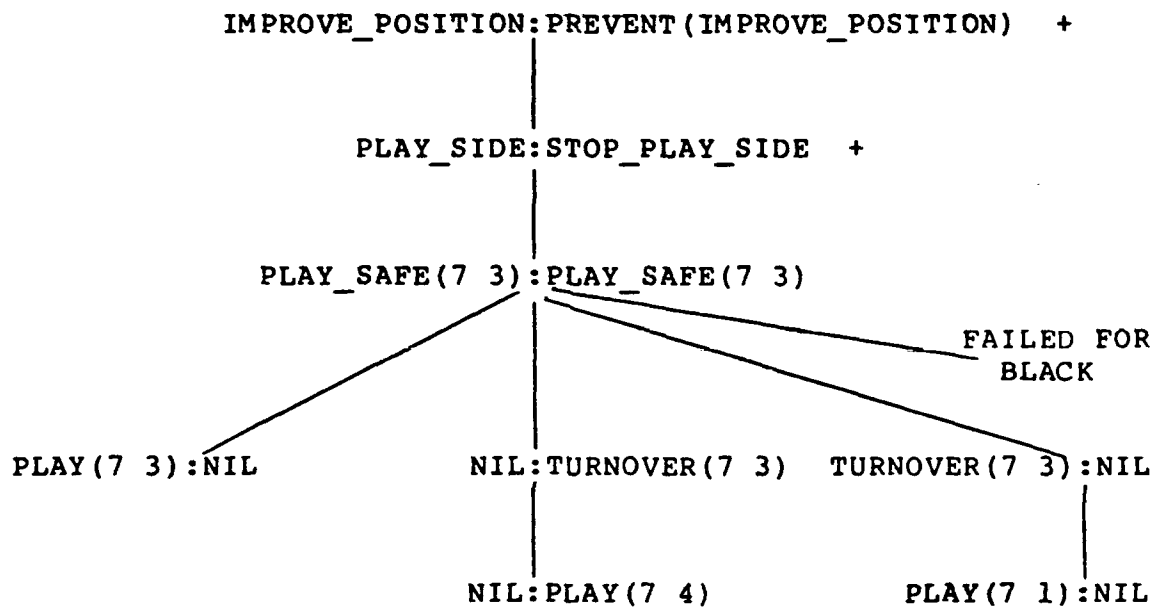 IMPROVE_POSITION:PREVENT(IMPROVE_POSITION) +
PLAY_SIDE:STOP_PLAY_SIDE +
PLAY_SAFE(7 3):PLAY_SAFE(7 3)
FAILED FOR
BLACK
PLAY(7 3):NIL NIL:TURNOVER(7 3) TURNOVER(7 3):NIL
NIL:PLAY(7 4) PLAY(7 1):NIL